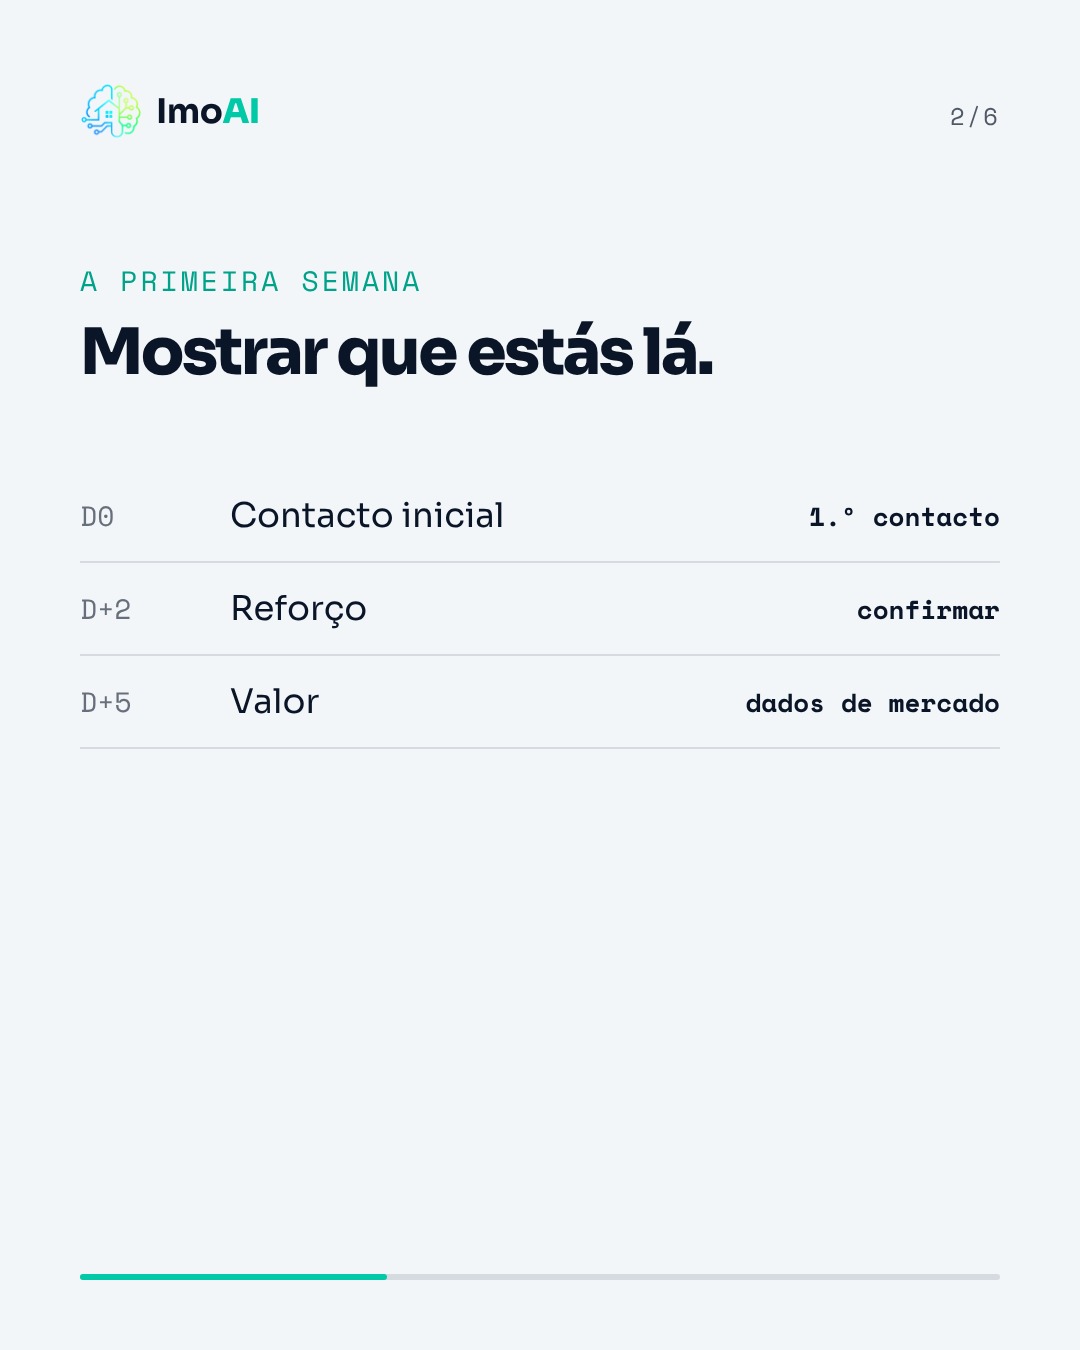 ImoAI
2/6
A PRIMEIRA SEMANA
Mostrar que estás lá.
D0 Contacto inicial 1.º contacto
D+2 Reforço confirmar
D+5 Valor dados de mercado